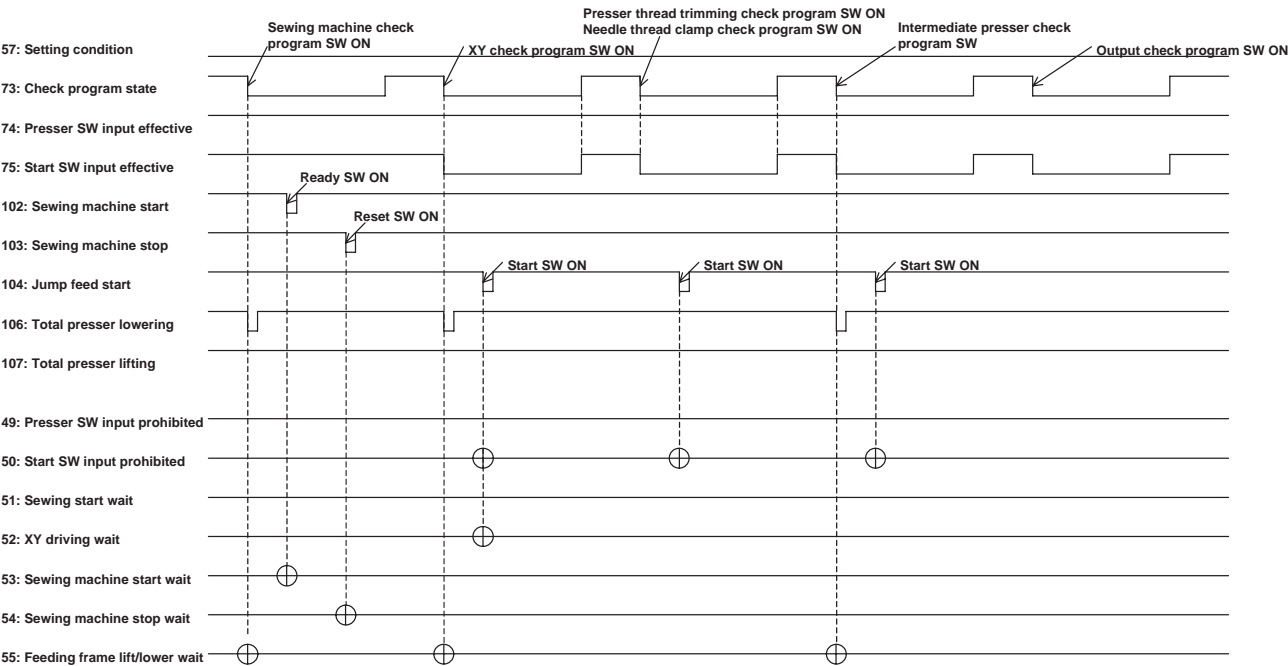 Presser thread trimming check program SW ON
Sewing machine check
program SW ON
Needle thread clamp check program SW ON
Intermediate presser check
program SW
57: Setting condition
XY check program SW ON
Output check program SW ON
73: Check program state
74: Presser SW input effective
75: Start SW input effective
Ready SW ON
102: Sewing machine start
Reset SW ON
103: Sewing machine stop
Start SW ON
Start SW ON
Start SW ON
104: Jump feed start
106: Total presser lowering
107: Total presser lifting
49: Presser SW input prohibited
50: Start SW input prohibited
51: Sewing start wait
52: XY driving wait
53: Sewing machine start wait
54: Sewing machine stop wait
55: Feeding frame lift/lower wait